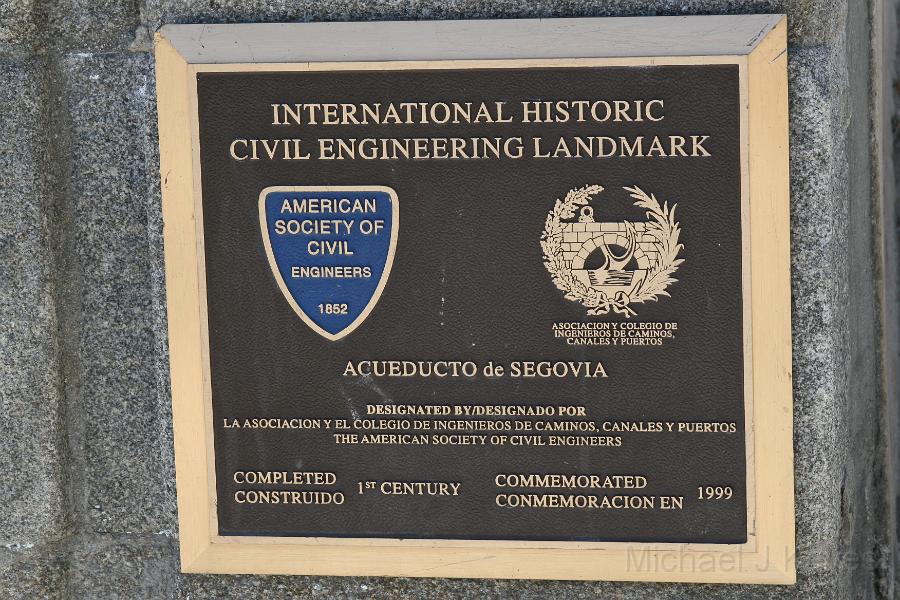 INTERNATIONAL HISTORIC
CIVIL ENGINEERING LANDMARK
AMERICAN
SOCIETY OF
CIVIL
ENGINEERS
1852
ASOCIACION Y COLEGIO DE
INGENIEROS DE CAMINOS,
CANALES Y PUERTOS
ACUEDUCTO de SEGOVIA
DESIGNATED BY/DESIGNADO POR
LA ASOCIACION Y EL COLEGIO DE INGENIEROS DE CAMINOS, CANALES Y PUERTOS
THE AMERICAN SOCIETY OF CIVIL ENGINEERS
COMPLETED
CONSTRUIDO 1ST CENTURY
COMMEMORATED
CONMEMORACION EN 1999
Michael J